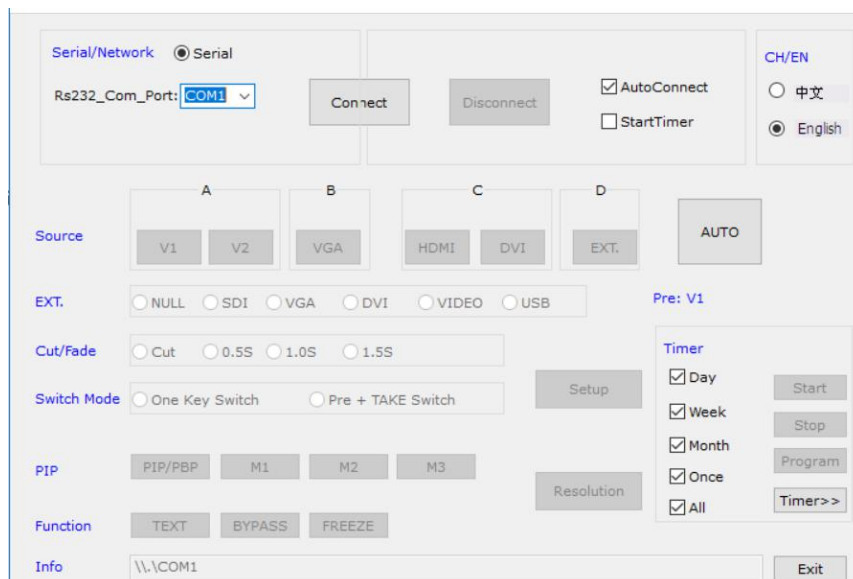 Serial/Network Serial CH/EN
Rs232_Com_Port: COM1 Connect Disconnect AutoConnect 中文
StartTimer English
A B C D
Source V1 V2 VGA HDMI DVI EXT. AUTO
EXT. NULL SDI VGA DVI VIDEO USB Pre: V1
Cut/Fade Cut 0.5S 1.0S 1.5S Timer
Day Setup Start
Switch Mode One Key Switch Pre + TAKE Switch Week Stop
Month Program
PIP PIP/PBP M1 M2 M3 Resolution Once Timer>>
All
Function TEXT BYPASS FREEZE
Info \\.\COM1 Exit